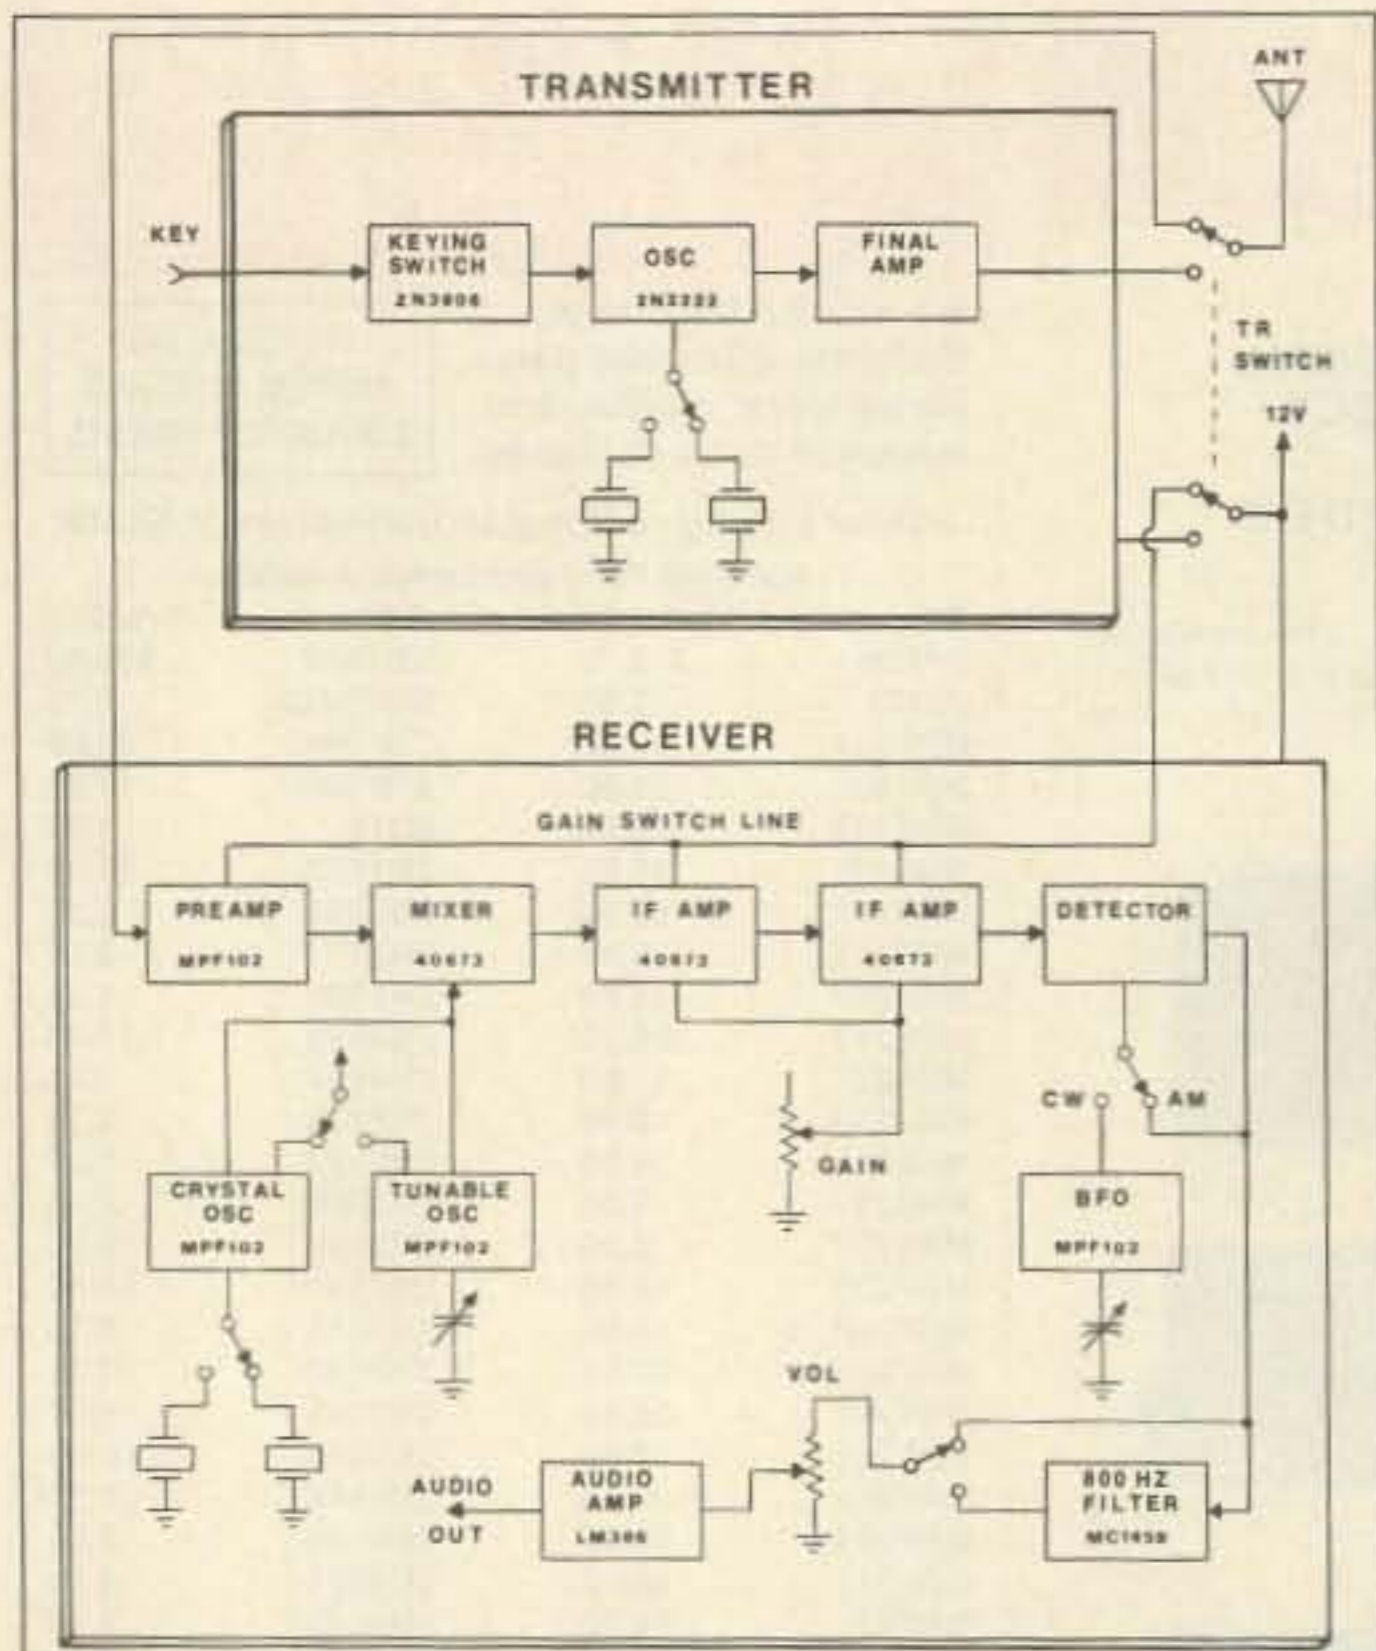 TRANSMITTER
ANT
KEY
KEYING
SWITCH
2N3906
OSC
2N2222
FINAL
AMP
TR
SWITCH
12V
RECEIVER
GAIN SWITCH LINE
PREAMP
MPF102
MIXER
40673
IF AMP
40673
IF AMP
40673
DETECTOR
CW
AM
GAIN
CRYSTAL
OSC
MPF102
TUNABLE
OSC
MPF102
BFO
MPF102
VOL
AUDIO
OUT
AUDIO
AMP
LM386
800 HZ
FILTER
MC1458